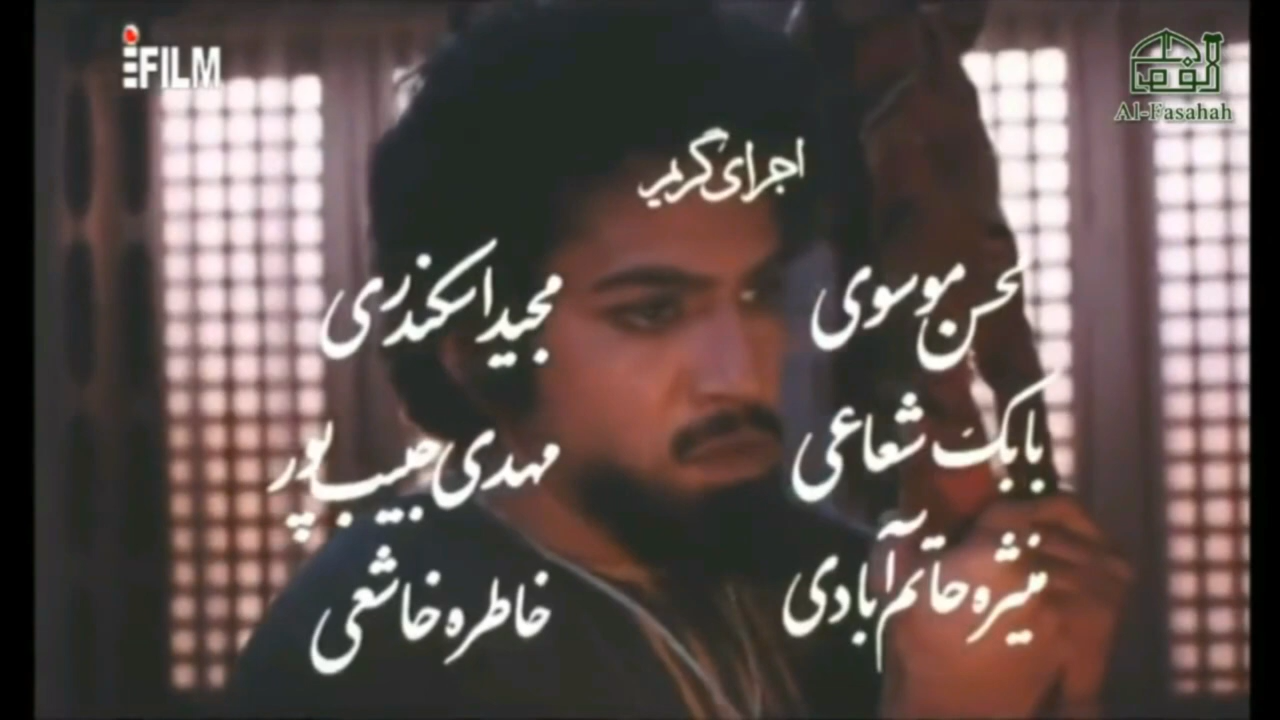 iFILM
الفصاحة
Al-Fasahah
اجرای گریم
محسن موسوی
مجید اسکندری
بابک شعاعی
مهدی حبیب پور
منیژه حاتم آبادی
خاطره خاشعی